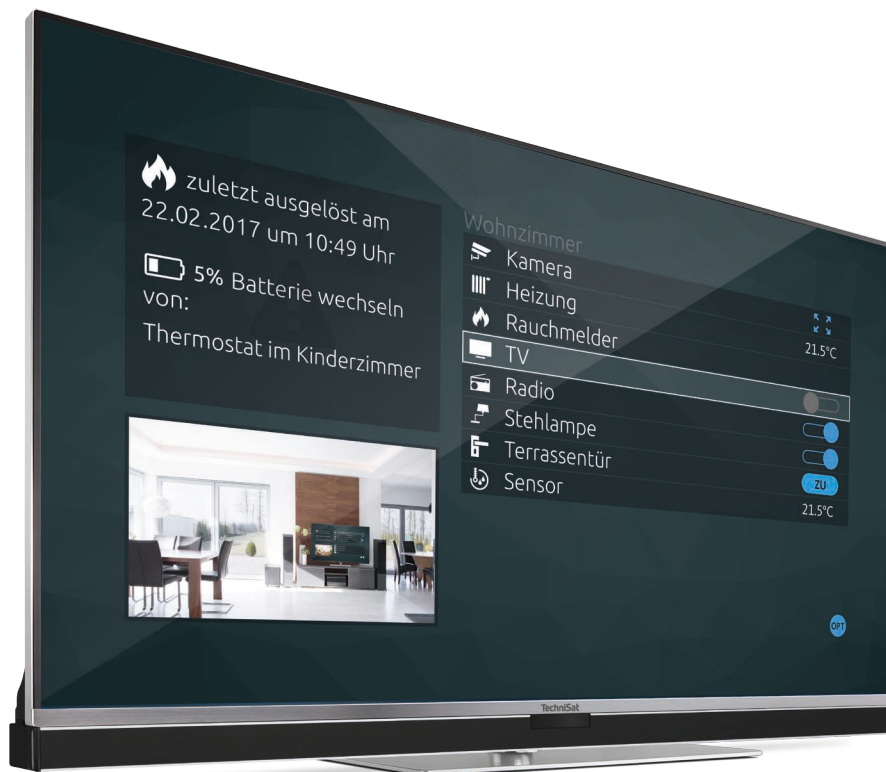 zuletzt ausgelöst am
22.02.2017 um 10:49 Uhr
5% Batterie wechseln
von:
Thermostat im Kinderzimmer
Wohnzimmer
Kamera
Heizung
21.5°C
Rauchmelder
TV
Radio
Stehlampe
Terrassentür
ZU
Sensor
21.5°C
OPT
TechniSat